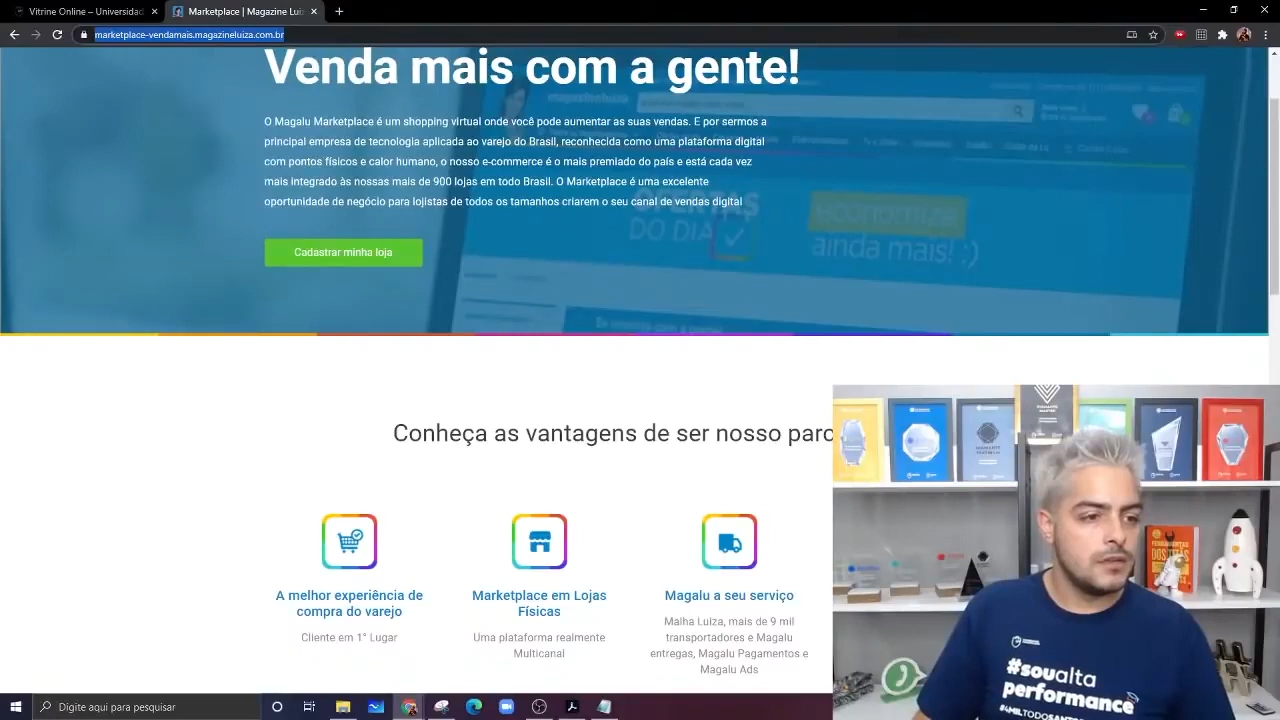 Vitrine Online – Universidad
Marketplace | Magazine Luiz
marketplace-vendamais.magazineluiza.com.br
Venda mais com a gente!
O Magalu Marketplace é um shopping virtual onde você pode aumentar as suas vendas. E por sermos a
principal empresa de tecnologia aplicada ao varejo do Brasil, reconhecida como uma plataforma digital
com pontos físicos e calor humano, o nosso e-commerce é o mais premiado do país e está cada vez
mais integrado às nossas mais de 900 lojas em todo Brasil. O Marketplace é uma excelente
oportunidade de negócio para lojistas de todos os tamanhos criarem o seu canal de vendas digital
magazineluiza
OFERTAS
DO DIA
economize
ainda mais! :)
Cadastrar minha loja
Conheça as vantagens de ser nosso parc
A melhor experiência de
compra do varejo
Cliente em 1° Lugar
Marketplace em Lojas
Físicas
Uma plataforma realmente
Multicanal
Magalu a seu serviço
Malha Luiza, mais de 9 mil
transportadores e Magalu
entregas, Magalu Pagamentos e
Magalu Ads
#soualta
performance
Digite aqui para pesquisar